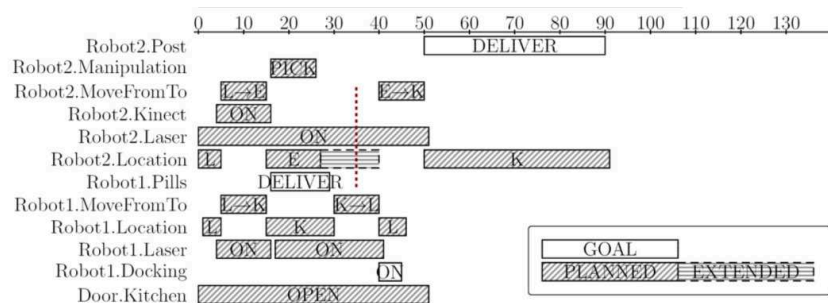 0 10 20 30 40 50 60 70 80 90 100 110 120 130
Robot2.Post DELIVER
Robot2.Manipulation PICK
Robot2.MoveFromTo L→E E→K
Robot2.Kinect ON
Robot2.Laser ON
Robot2.Location L E K
Robot1.Pills DELIVER
Robot1.MoveFromTo L→K K→L
Robot1.Location L K L
Robot1.Laser ON ON
Robot1.Docking ON
Door.Kitchen OPEN
GOAL
PLANNED EXTENDED